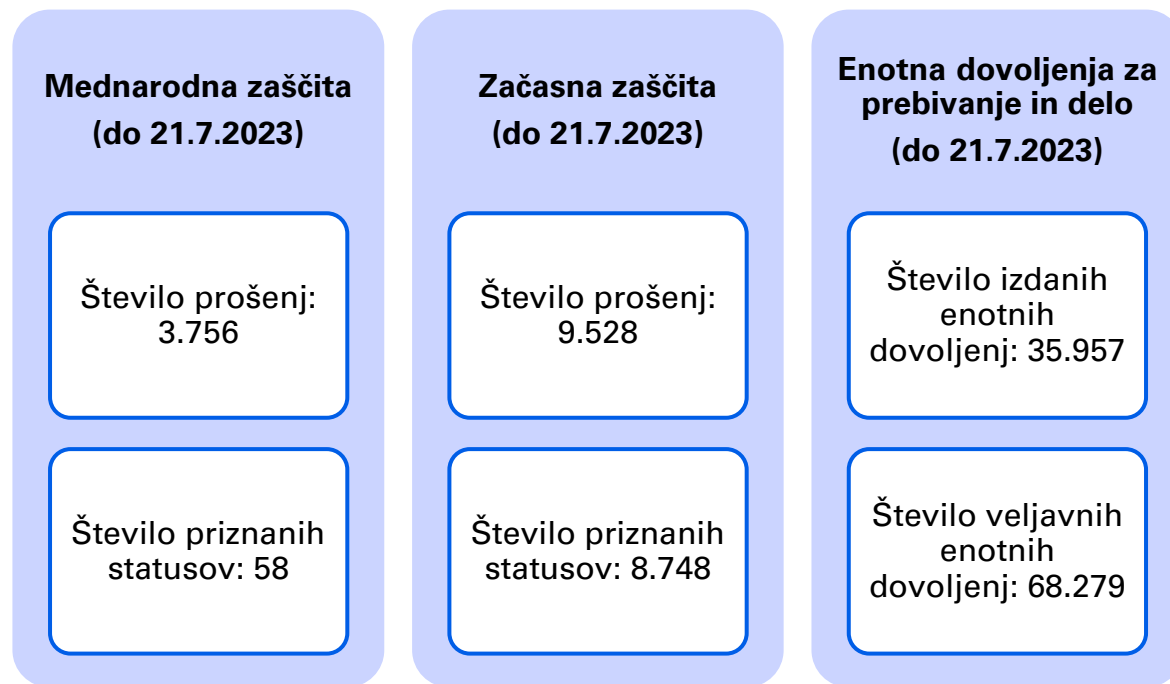 Mednarodna zaščita
(do 21.7.2023)
Število prošenj:
3.756
Število priznanih
statusov: 58
Začasna zaščita
(do 21.7.2023)
Število prošenj:
9.528
Število priznanih
statusov: 8.748
Enotna dovoljenja za
prebivanje in delo
(do 21.7.2023)
Število izdanih
enotnih
dovoljenj: 35.957
Število veljavnih
enotnih
dovoljenj: 68.279